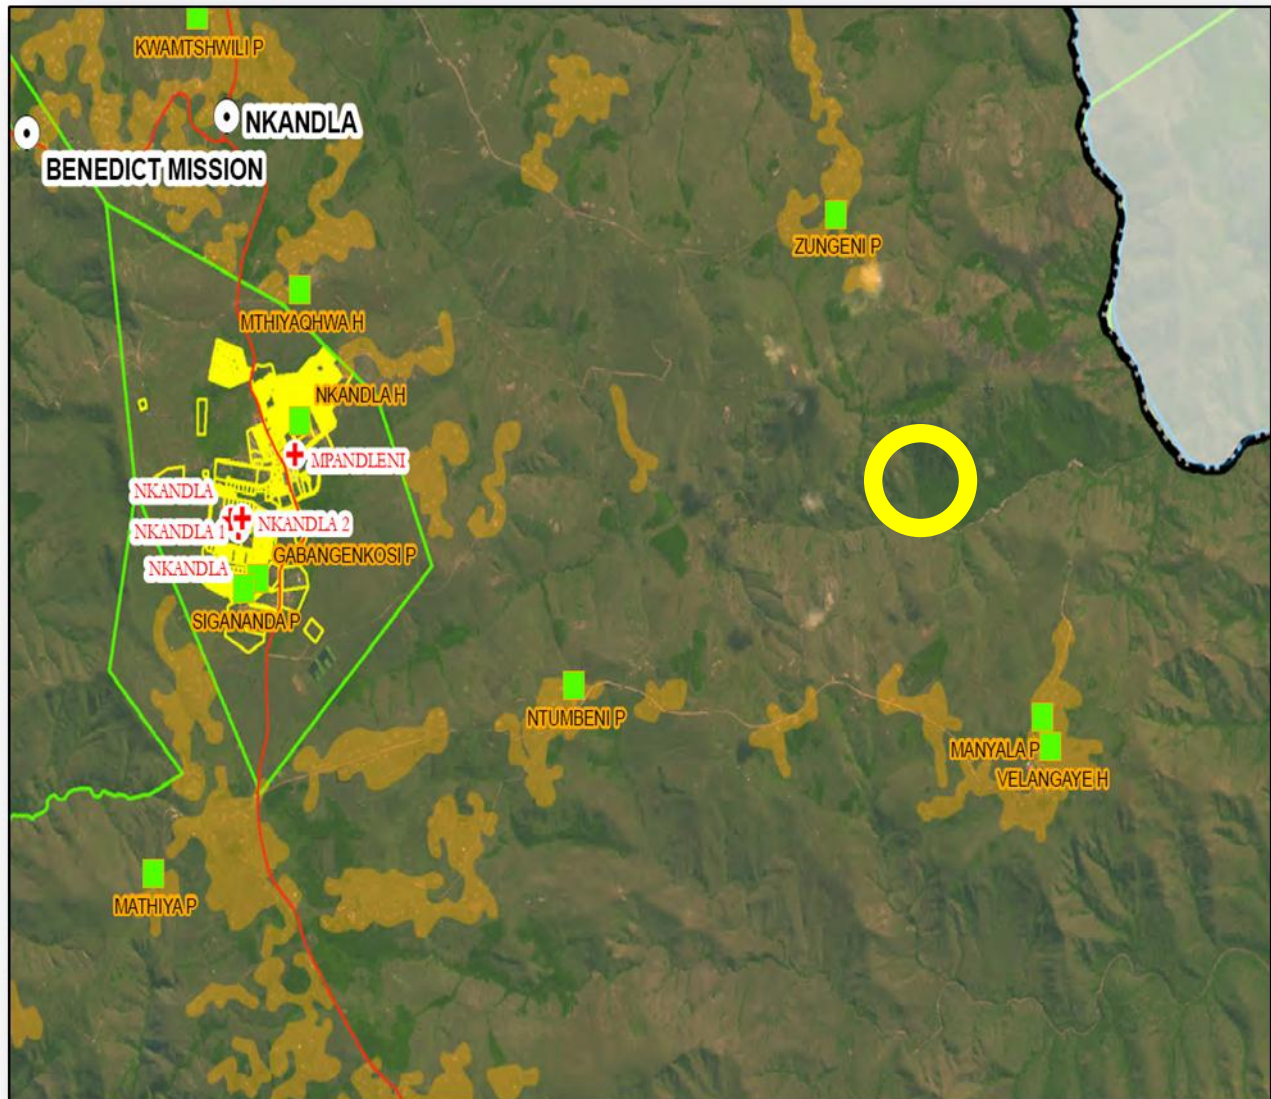 KWAMTSHWILI P
NKANDLA
BENEDICT MISSION
ZUNGENI P
MTHIYAQHWA H
NKANDLA H
MPANDLENI
NKANDLA
NKANDLA 1
NKANDLA 2
GABANGENKOSI P
NKANDLA
SIGANANDA P
NTUMBENI P
MANYALA P
VELANGAYE H
MATHIYA P